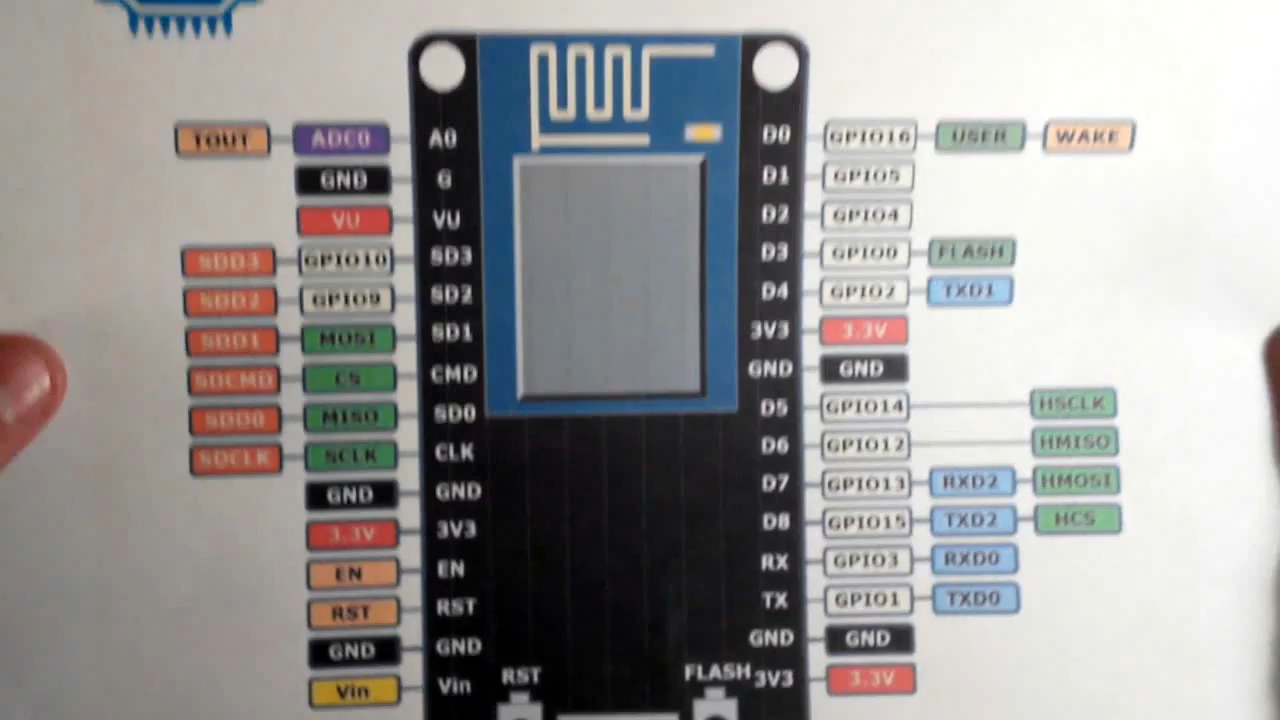 TOUT ADC0 A0 D0 GPIO16 USER WAKE
GND G D1 GPIO5
VU VU D2 GPIO4
SDD3 GPIO10 SD3 D3 GPIO0 FLASH
SDD2 GPIO9 SD2 D4 GPIO2 TXD1
SDD1 MOSI SD1 3V3 3.3V
SDCMD CS CMD GND GND
SDD0 MISO SD0 D5 GPIO14 HSCLK
SDCLK SCLK CLK D6 GPIO12 HMISO
GND GND D7 GPIO13 RXD2 HMOSI
3.3V 3V3 D8 GPIO15 TXD2 HCS
EN EN RX GPIO3 RXD0
RST RST TX GPIO1 TXD0
GND GND GND GND
Vin Vin RST FLASH 3V3 3.3V